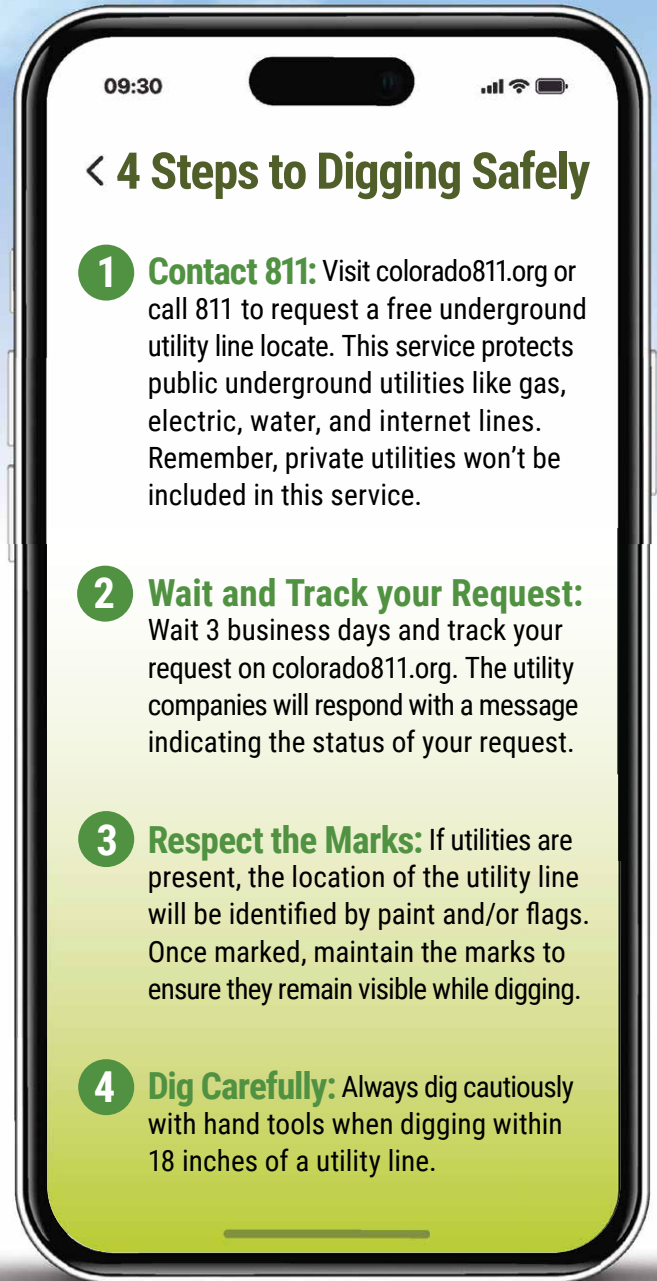 09:30
< 4 Steps to Digging Safely
1 Contact 811: Visit colorado811.org or
call 811 to request a free underground
utility line locate. This service protects
public underground utilities like gas,
electric, water, and internet lines.
Remember, private utilities won’t be
included in this service.
2 Wait and Track your Request:
Wait 3 business days and track your
request on colorado811.org. The utility
companies will respond with a message
indicating the status of your request.
3 Respect the Marks: If utilities are
present, the location of the utility line
will be identified by paint and/or flags.
Once marked, maintain the marks to
ensure they remain visible while digging.
4 Dig Carefully: Always dig cautiously
with hand tools when digging within
18 inches of a utility line.